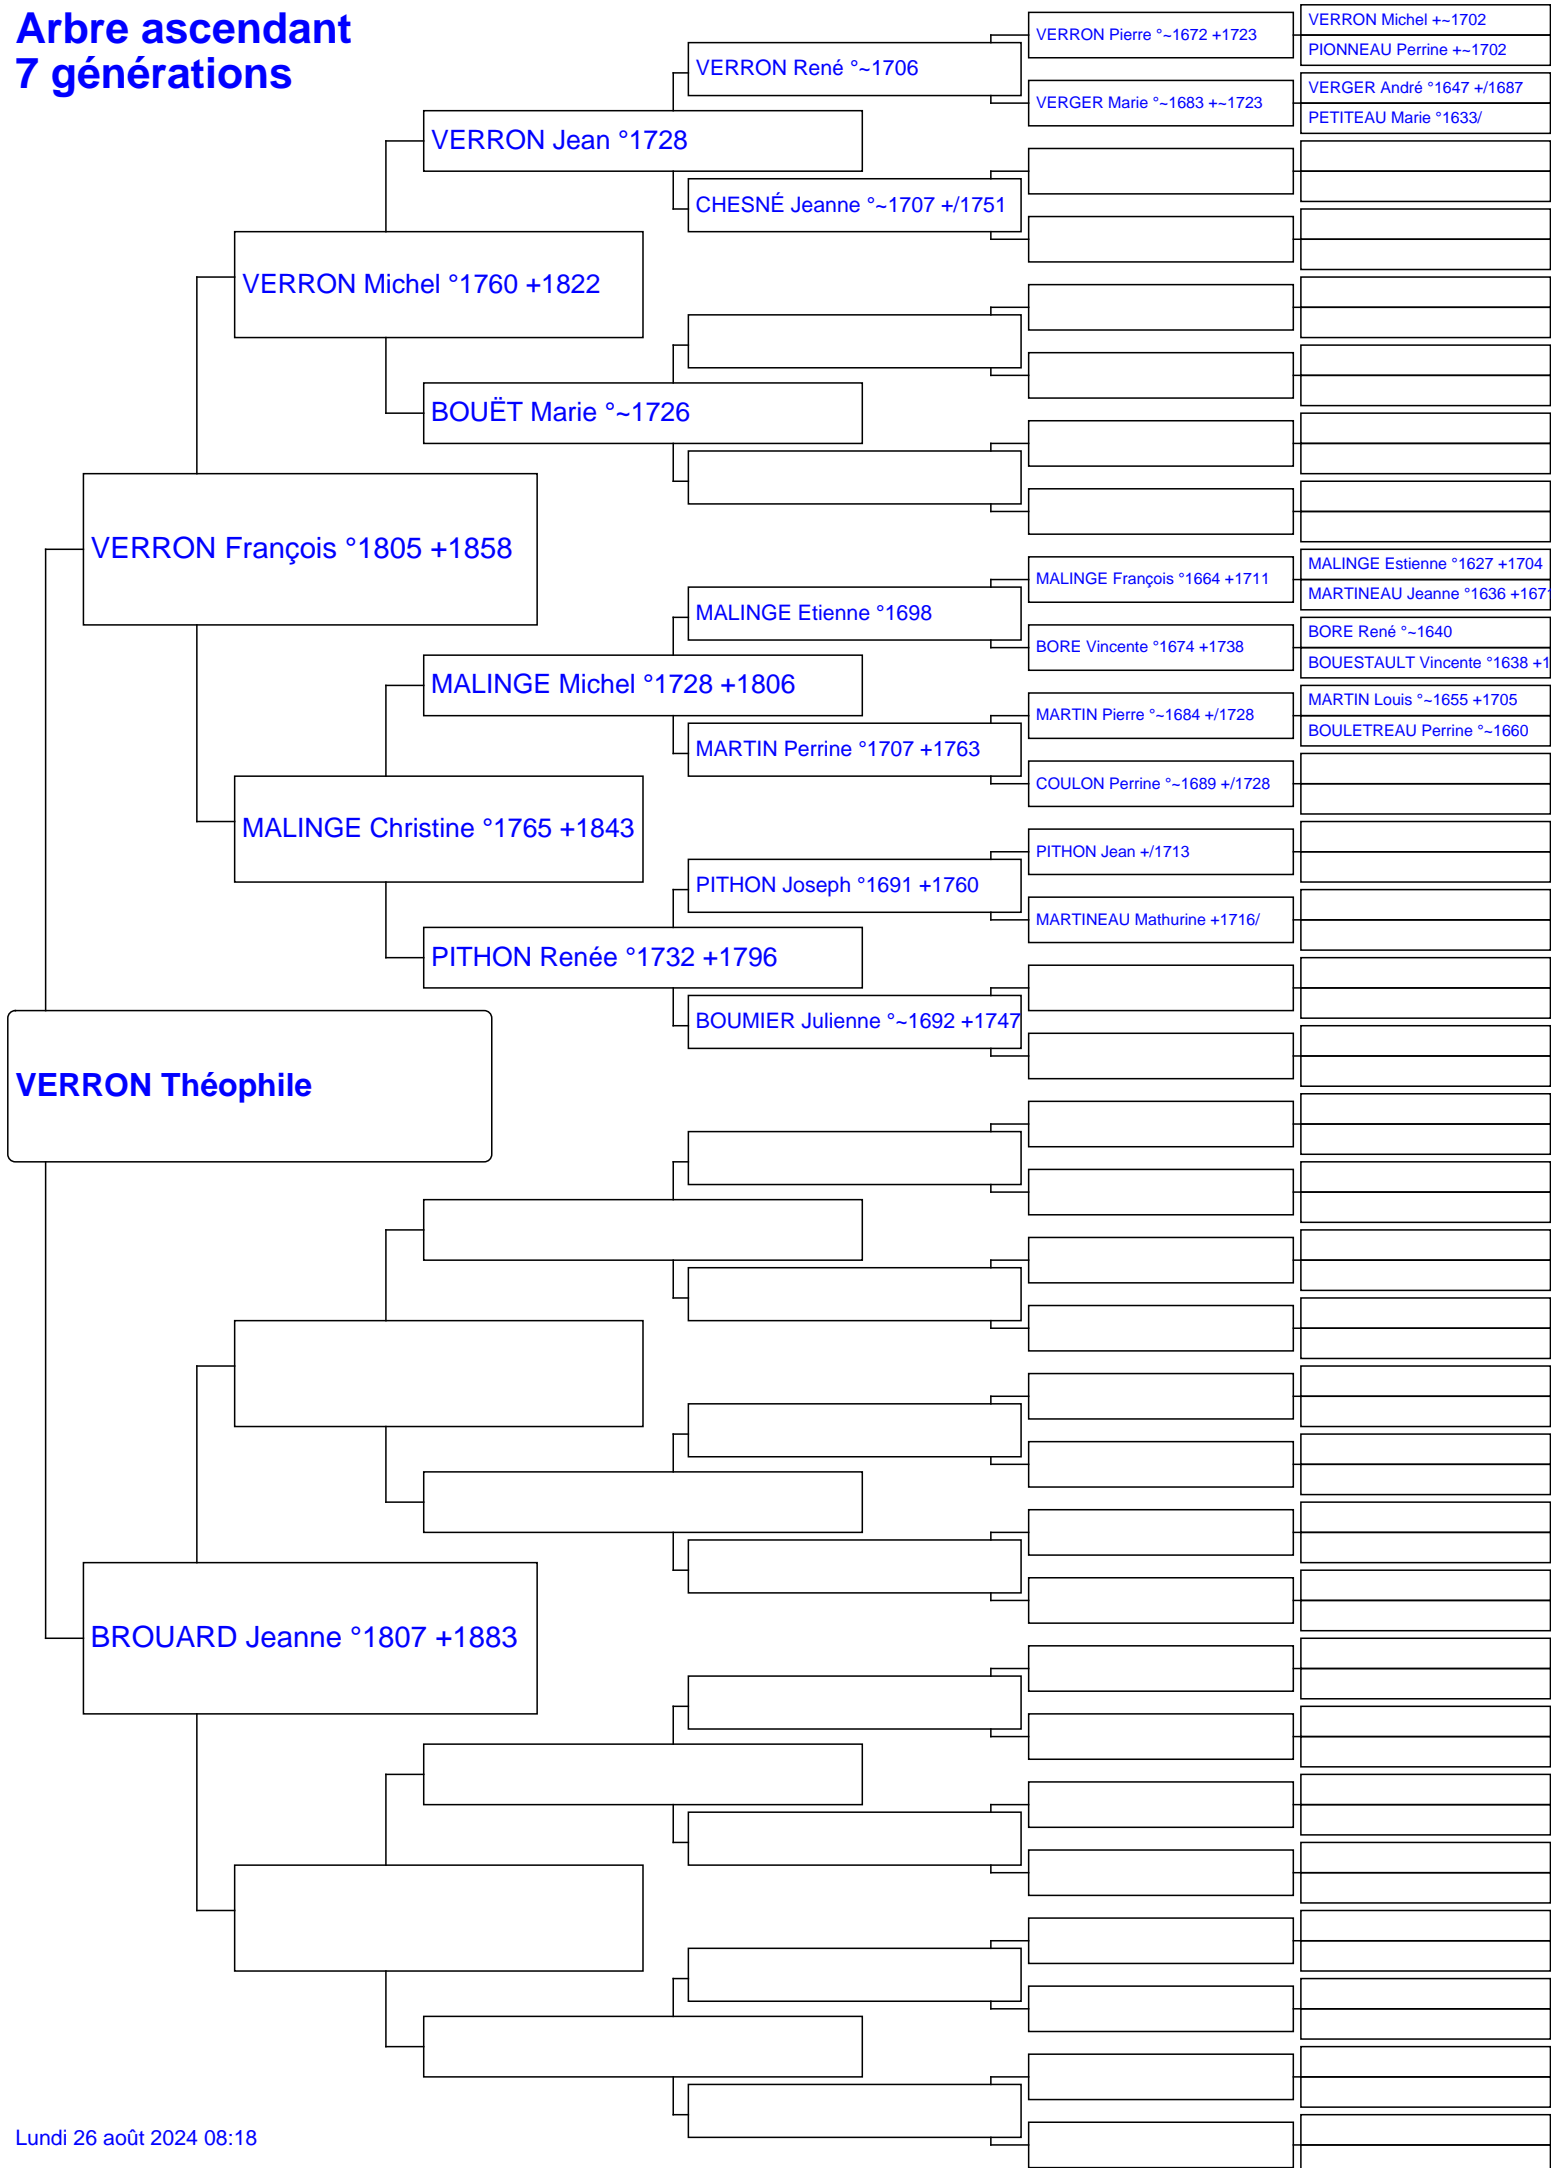 Arbre ascendant
7 générations
VERRON Pierre °~1672 +1723
VERRON Michel +~1702
PIONNEAU Perrine +~1702
VERRON René °~1706
VERGER Marie °~1683 +~1723
VERGER André °1647 +/1687
PETITEAU Marie °1633/
VERRON Jean °1728
CHESNÉ Jeanne °~1707 +/1751
VERRON Michel °1760 +1822
BOUËT Marie °~1726
VERRON François °1805 +1858
MALINGE François °1664 +1711
MALINGE Estienne °1627 +1704
MARTINEAU Jeanne °1636 +167
MALINGE Etienne °1698
BORE Vincente °1674 +1738
BORE René °~1640
BOUESTAULT Vincente °1638 +1
MALINGE Michel °1728 +1806
MARTIN Pierre °~1684 +/1728
MARTIN Louis °~1655 +1705
BOULETREAU Perrine °~1660
MARTIN Perrine °1707 +1763
COULON Perrine °~1689 +/1728
MALINGE Christine °1765 +1843
PITHON Jean +/1713
PITHON Joseph °1691 +1760
MARTINEAU Mathurine +1716/
PITHON Renée °1732 +1796
BOUMIER Julienne °~1692 +1747
VERRON Théophile
BROUARD Jeanne °1807 +1883
Lundi 26 août 2024 08:18